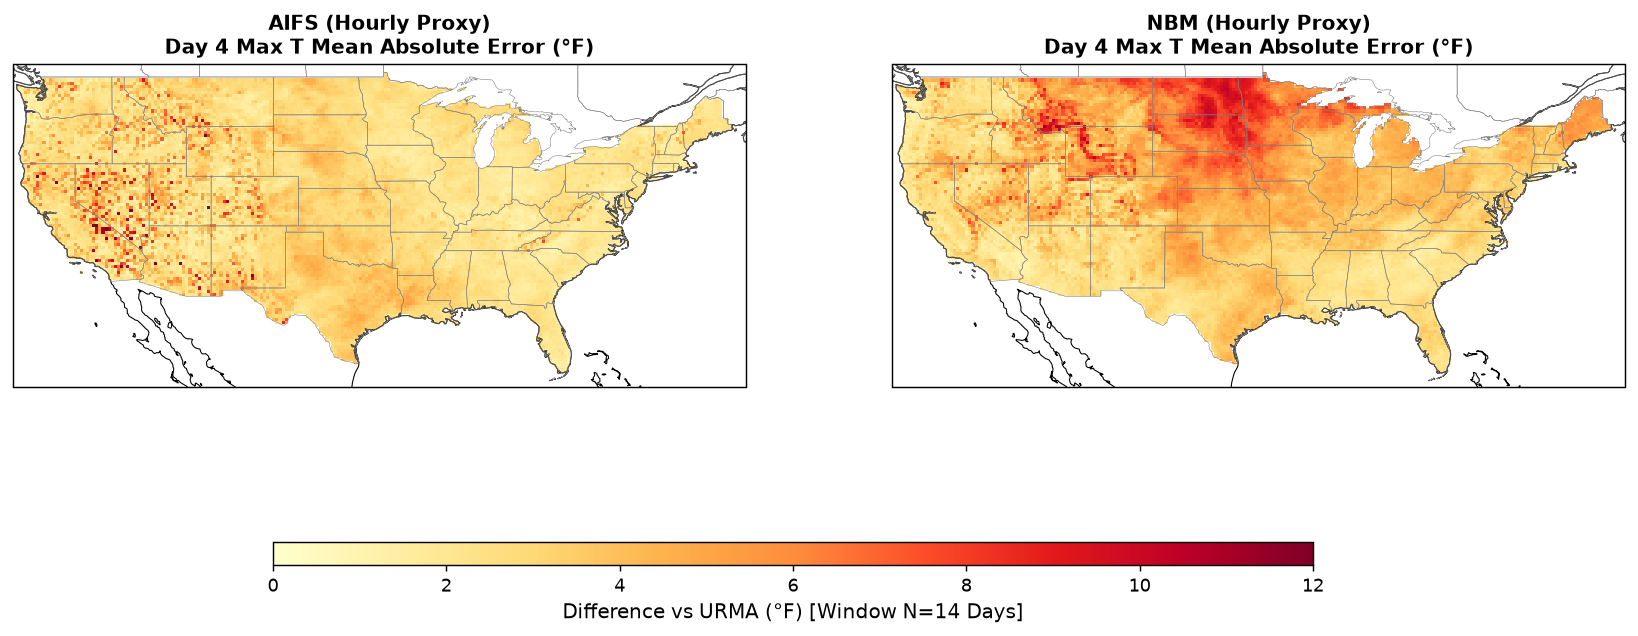 AIFS (Hourly Proxy)
Day 4 Max T Mean Absolute Error (°F)
NBM (Hourly Proxy)
Day 4 Max T Mean Absolute Error (°F)
0 2 4 6 8 10 12
Difference vs URMA (°F) [Window N=14 Days]